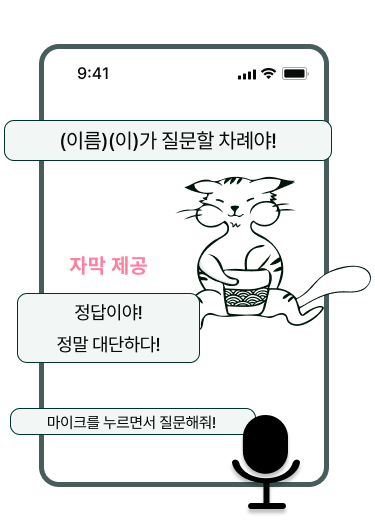 9:41
(이름)(이)가 질문할 차례야!
자막 제공
정답이야!
정말 대단하다!
마이크를 누르면서 질문해줘!